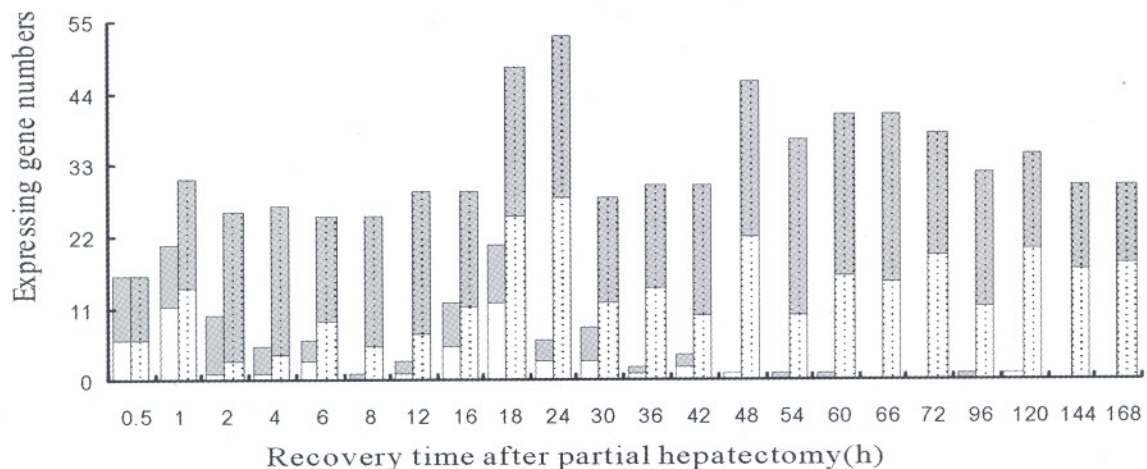 Expressing gene numbers
55
44
33
22
11
0
0.5 1 2 4 6 8 12 16 18 24 30 36 42 48 54 60 66 72 96 120 144 168
Recovery time after partial hepatectomy(h)